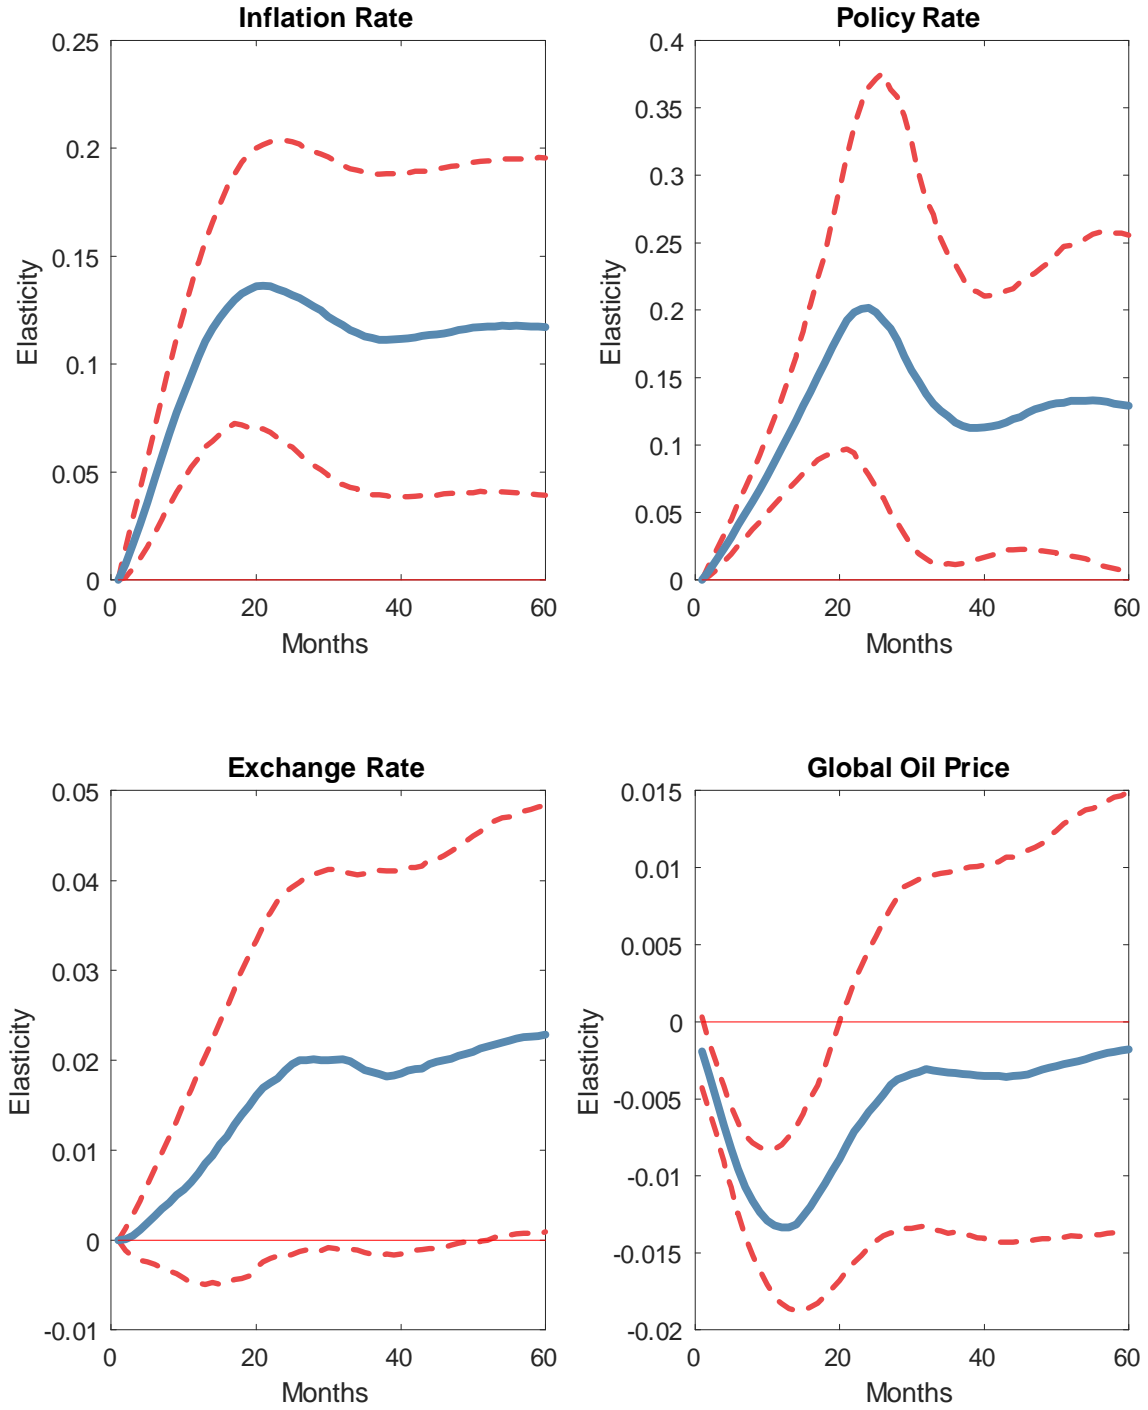 Inflation Rate
0.25
0.2
0.15
0.1
0.05
0
Elasticity
0 20 40 60
Months
Policy Rate
0.4
0.35
0.3
0.25
0.2
0.15
0.1
0.05
0
Elasticity
0 20 40 60
Months
Exchange Rate
0.05
0.04
0.03
0.02
0.01
0
-0.01
Elasticity
0 20 40 60
Months
Global Oil Price
0.015
0.01
0.005
0
-0.005
-0.01
-0.015
-0.02
Elasticity
0 20 40 60
Months